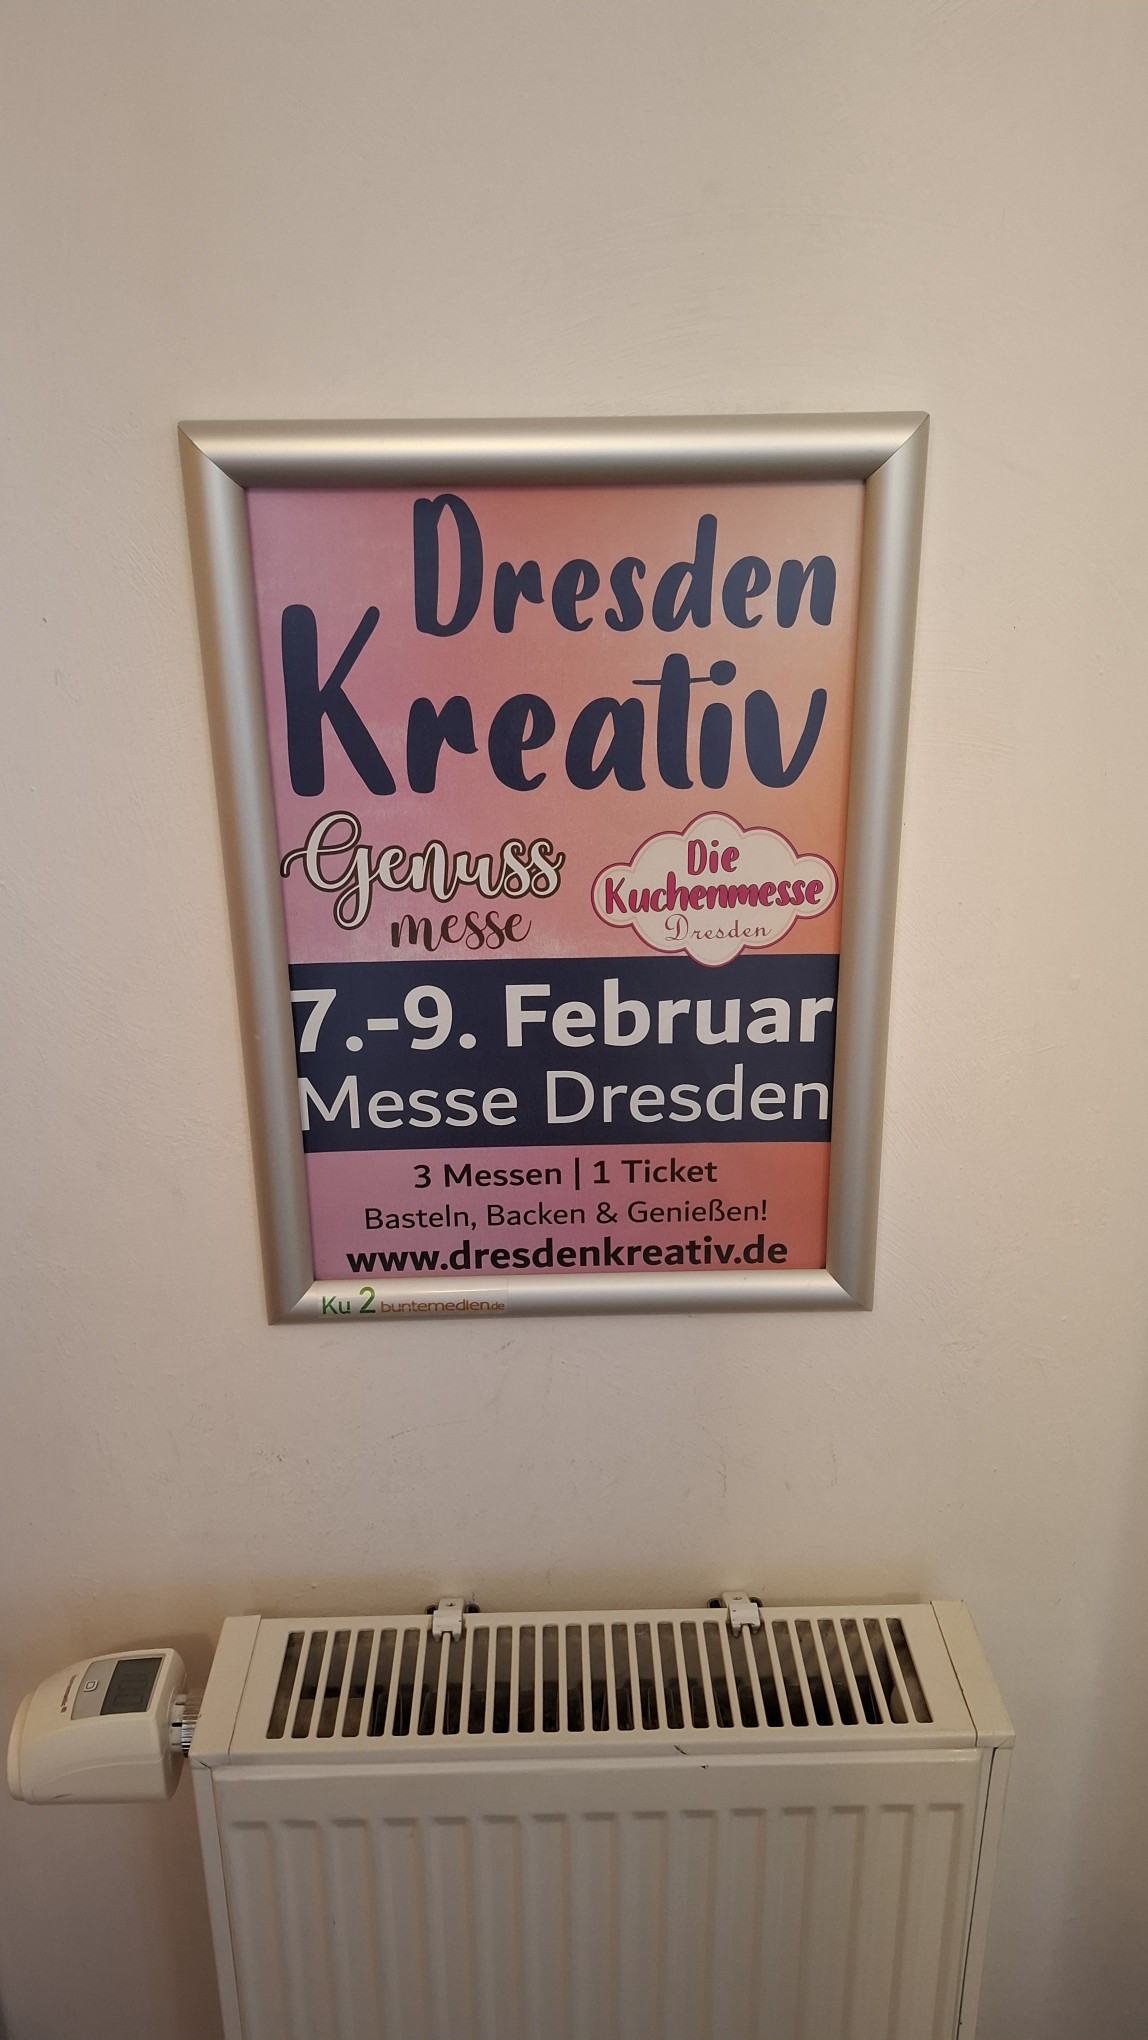 Dresden
Kreativ
Genuss
messe
Die
Kuchenmesse
Dresden
7.-9. Februar
Messe Dresden
3 Messen | 1 Ticket
Basteln, Backen & Genießen!
www.dresdenkreativ.de
Ku 2 buntemedien.de